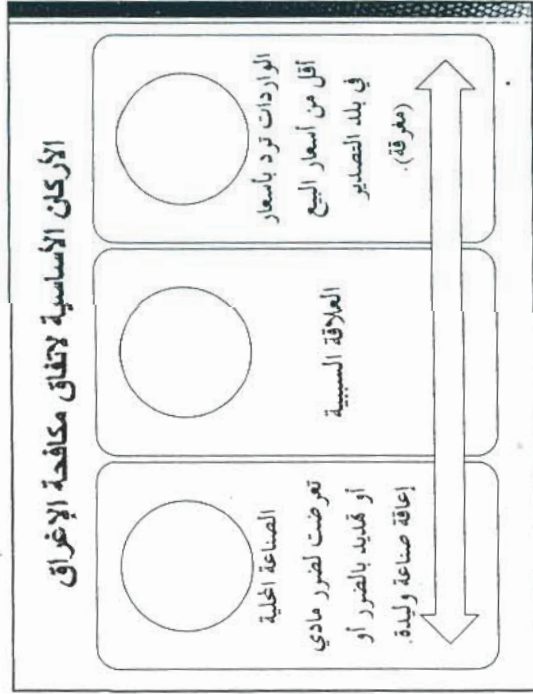 الأركان الأساسية لاتفاق مكافحة الإغراق
الواردات ترد بأسعار
أقل من أسعار البيع
في بلد التصدير
(مغرقة).
العلاقة السببية
الصناعة المحلية
تعرضت لضرر مادي
أو تهديد بالضرر أو
إعاقة صناعة وليدة.